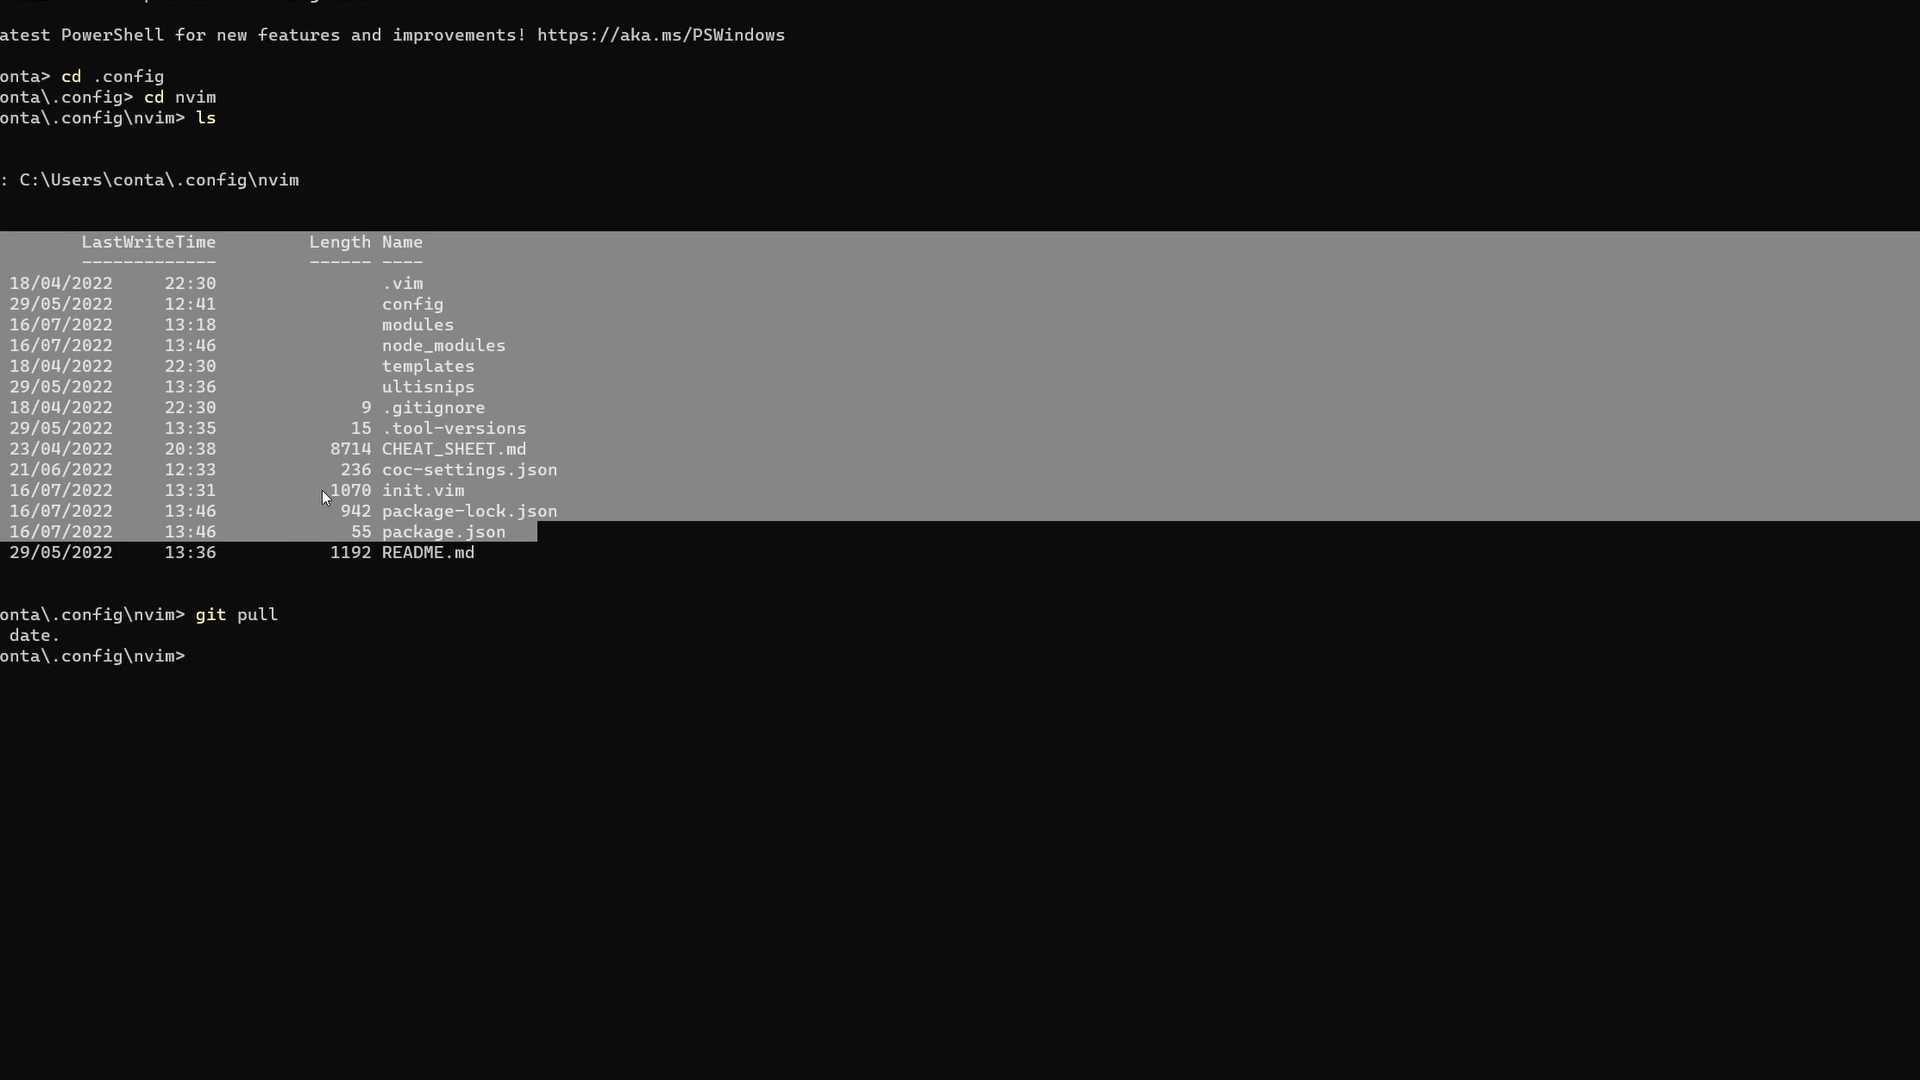 atest PowerShell for new features and improvements! https://aka.ms/PSWindows
onta> cd .config
onta\.config> cd nvim
onta\.config\nvim> ls
: C:\Users\conta\.config\nvim
LastWriteTime Length Name
------------- ------ ----
18/04/2022 22:30 .vim
29/05/2022 12:41 config
16/07/2022 13:18 modules
16/07/2022 13:46 node_modules
18/04/2022 22:30 templates
29/05/2022 13:36 ultisnips
18/04/2022 22:30 9 .gitignore
29/05/2022 13:35 15 .tool-versions
23/04/2022 20:38 8714 CHEAT_SHEET.md
21/06/2022 12:33 236 coc-settings.json
16/07/2022 13:31 1070 init.vim
16/07/2022 13:46 942 package-lock.json
16/07/2022 13:46 55 package.json
29/05/2022 13:36 1192 README.md
onta\.config\nvim> git pull
date.
onta\.config\nvim>